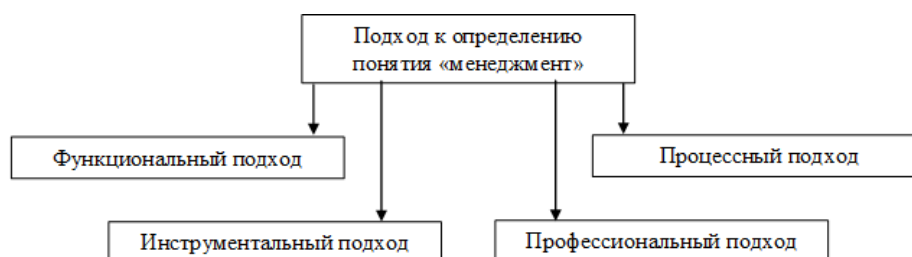 Подход к определению
понятия «менеджмент»
Функциональный подход
Процессный подход
Инструментальный подход
Профессиональный подход